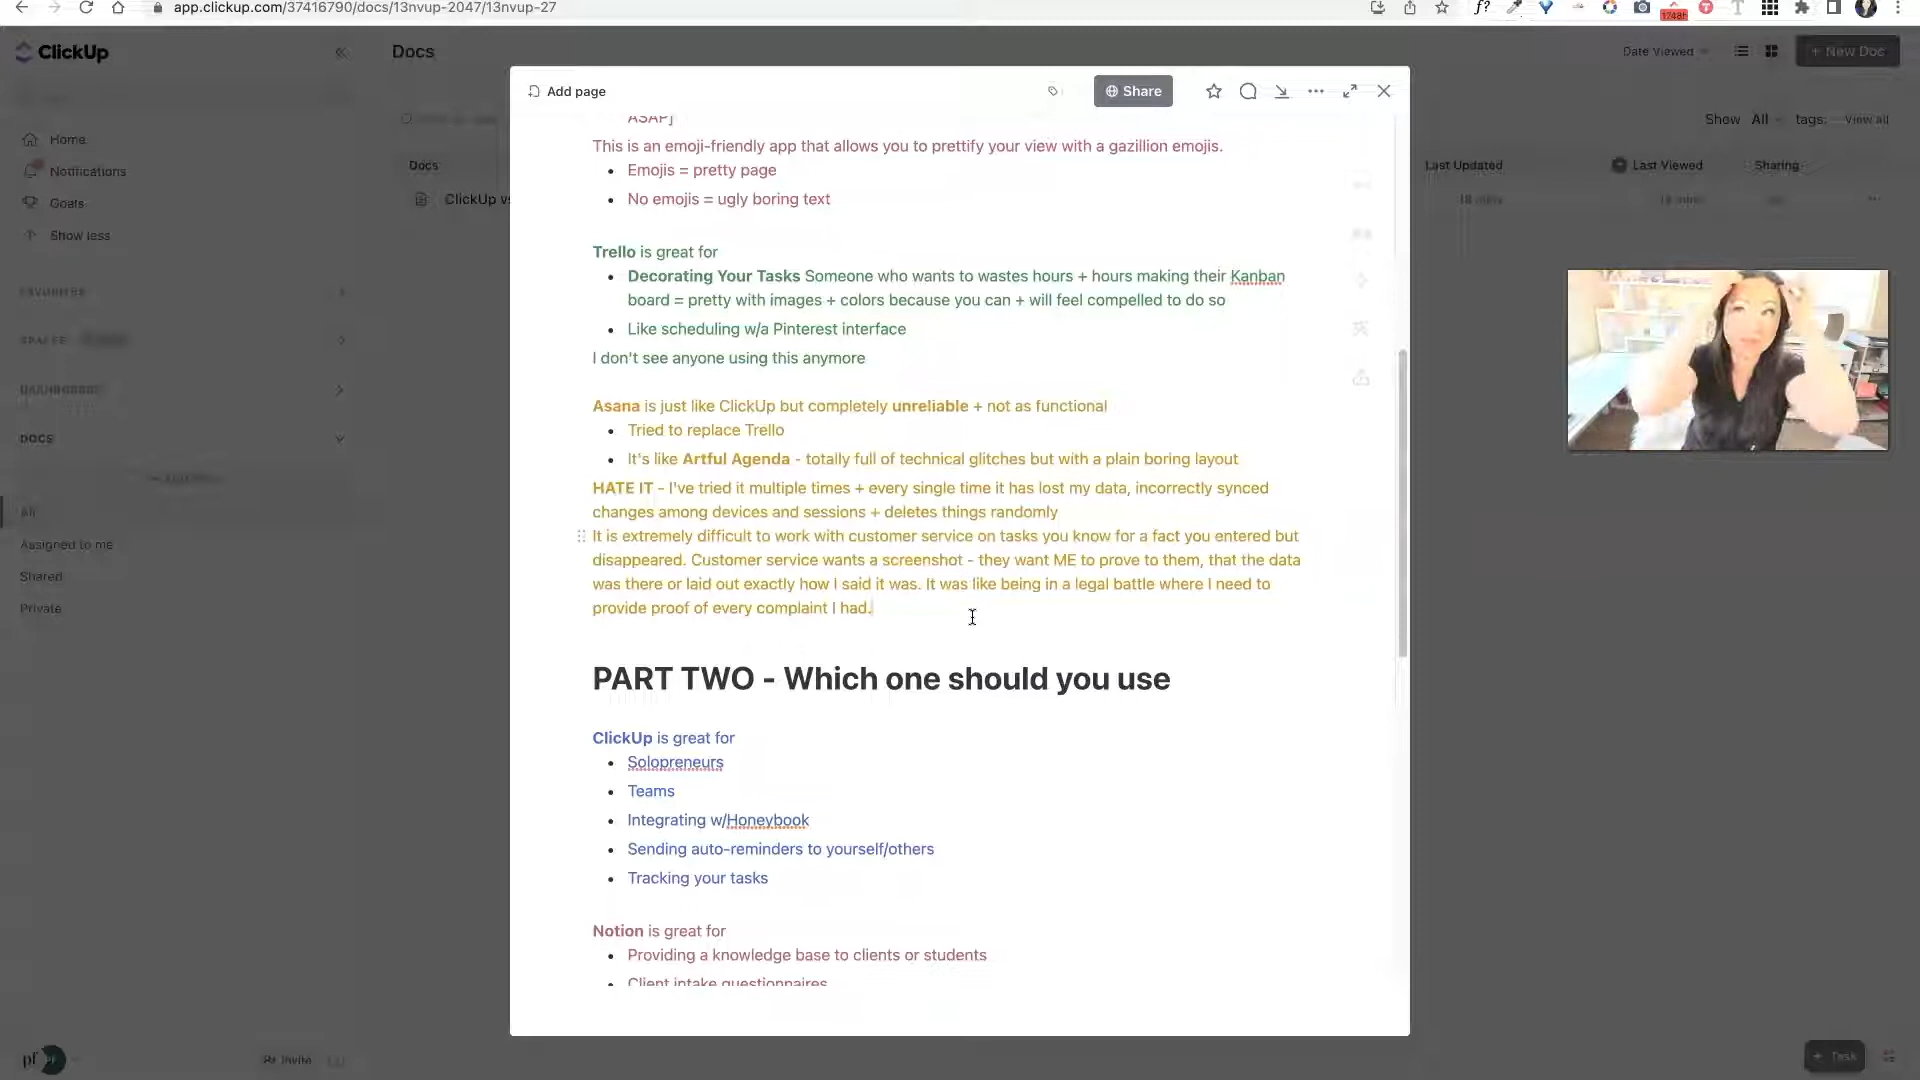 app.clickup.com/37416790/docs/13nvup-2047/13nvup-27
1748h
ClickUp
Docs
Date Viewed
+ New Doc
Add page
Share
Home
Notifications
Goals
Show less
FAVORITES
SPACES
DASHBOARDS
DOCS
All
Assigned to me
Shared
Private
Show All tags: View all
Docs
Last Updated
Last Viewed
Sharing
ClickUp vs
18 mins
ASAP]
This is an emoji-friendly app that allows you to prettify your view with a gazillion emojis.
• Emojis = pretty page
• No emojis = ugly boring text
Trello is great for
• Decorating Your Tasks Someone who wants to wastes hours + hours making their Kanban
board = pretty with images + colors because you can + will feel compelled to do so
• Like scheduling w/a Pinterest interface
I don't see anyone using this anymore
Asana is just like ClickUp but completely unreliable + not as functional
• Tried to replace Trello
• It's like Artful Agenda - totally full of technical glitches but with a plain boring layout
HATE IT - I've tried it multiple times + every single time it has lost my data, incorrectly synced
changes among devices and sessions + deletes things randomly
It is extremely difficult to work with customer service on tasks you know for a fact you entered but
disappeared. Customer service wants a screenshot - they want ME to prove to them, that the data
was there or laid out exactly how I said it was. It was like being in a legal battle where I need to
provide proof of every complaint I had.
PART TWO - Which one should you use
ClickUp is great for
• Solopreneurs
• Teams
• Integrating w/Honeybook
• Sending auto-reminders to yourself/others
• Tracking your tasks
Notion is great for
• Providing a knowledge base to clients or students
• Client intake questionnaires
pf
Invite
+ Task